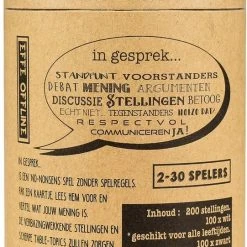 EFFE OFFLINE
in gesprek...
STANDPUNT VOORSTANDERS
DEBAT MENING ARGUMENTEN
DISCUSSIE STELLINGEN BETOOG
ECHT NIET. TEGENSTANDERS HOEZO DAT?
RESPECTVOL
COMMUNICEREN JA!
2-30 SPELERS
IN GESPREK..
IS EEN NO-NONSENS SPEL ZONDER SPELREGELS.
PAK EEN KAARTJE, LEES HEM VOOR EN
VERTEL WAT JOUW MENING IS.
DE STELLINGEN
SCHERPE TABLE-TOPICS ZULLEN ZORGEN
Inhoud : 200 stellingen.
100 x wit
*geschikt voor alle leeftijden.
100 x zwart